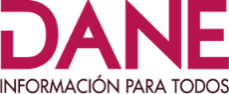 DANE
INFORMACIÓN PARA TODOS